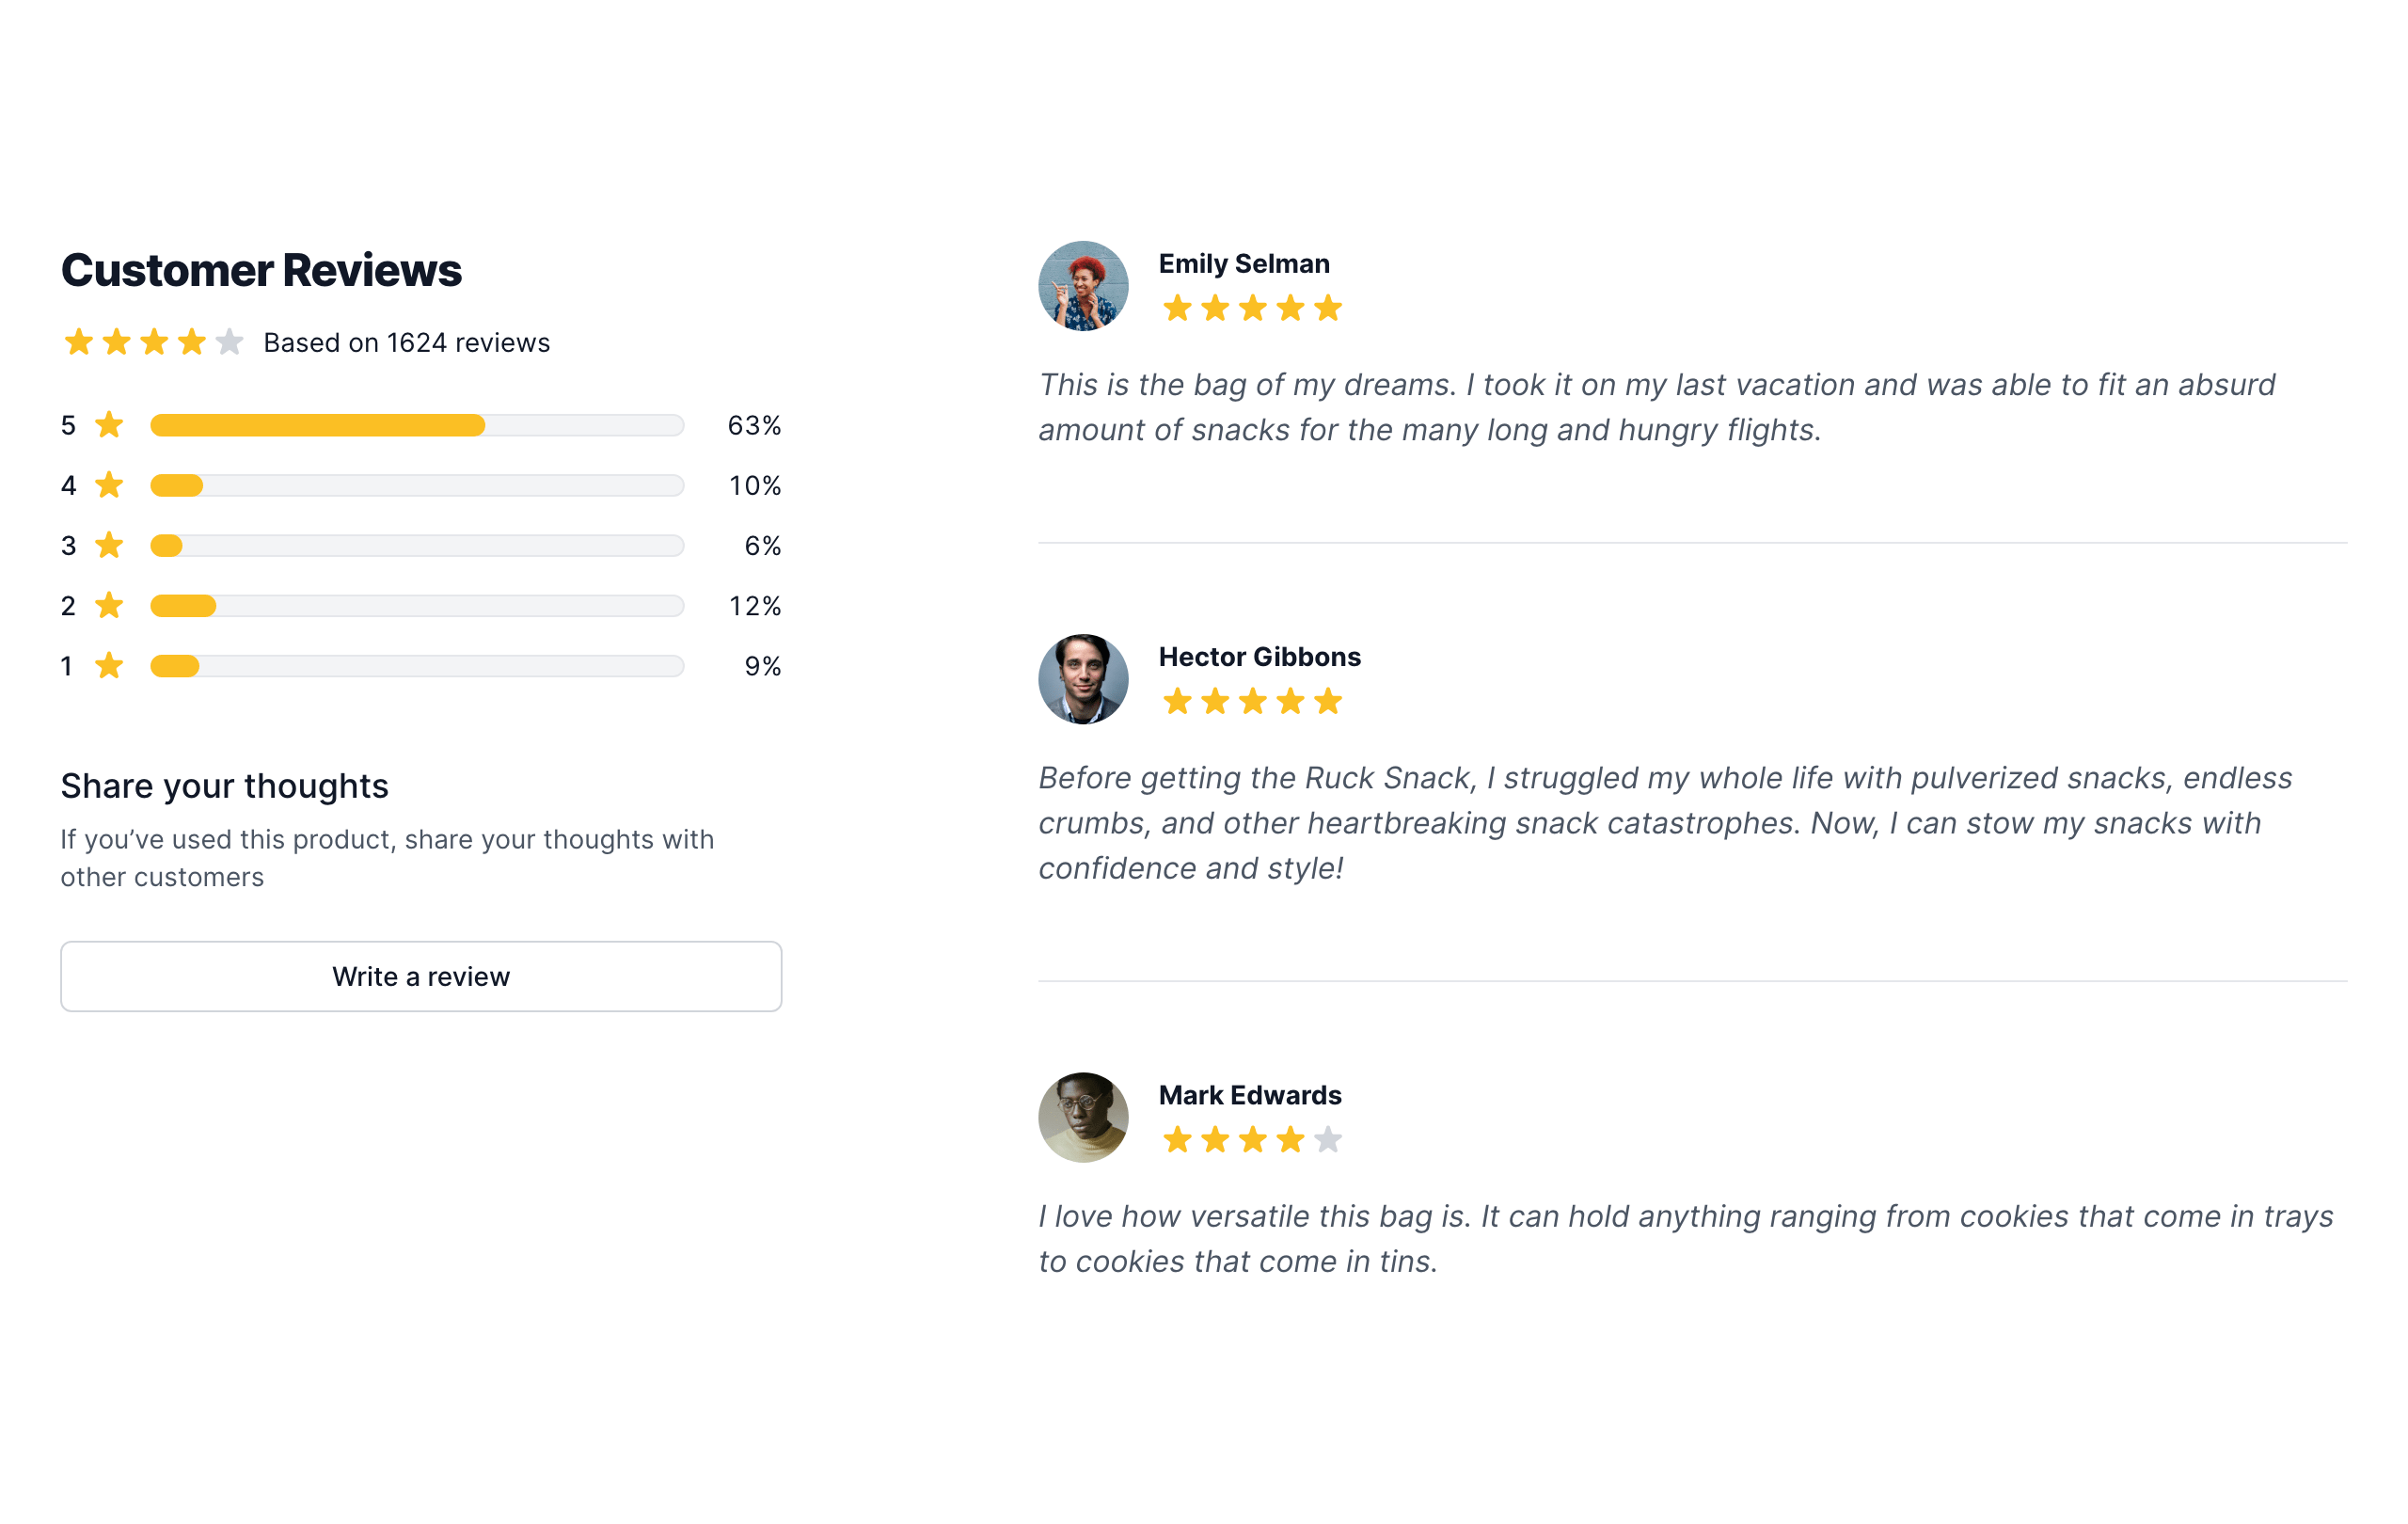 Customer Reviews
Based on 1624 reviews
5 63%
4 10%
3 6%
2 12%
1 9%
Share your thoughts
If you’ve used this product, share your thoughts with
other customers
Write a review
Emily Selman
This is the bag of my dreams. I took it on my last vacation and was able to fit an absurd
amount of snacks for the many long and hungry flights.
Hector Gibbons
Before getting the Ruck Snack, I struggled my whole life with pulverized snacks, endless
crumbs, and other heartbreaking snack catastrophes. Now, I can stow my snacks with
confidence and style!
Mark Edwards
I love how versatile this bag is. It can hold anything ranging from cookies that come in trays
to cookies that come in tins.